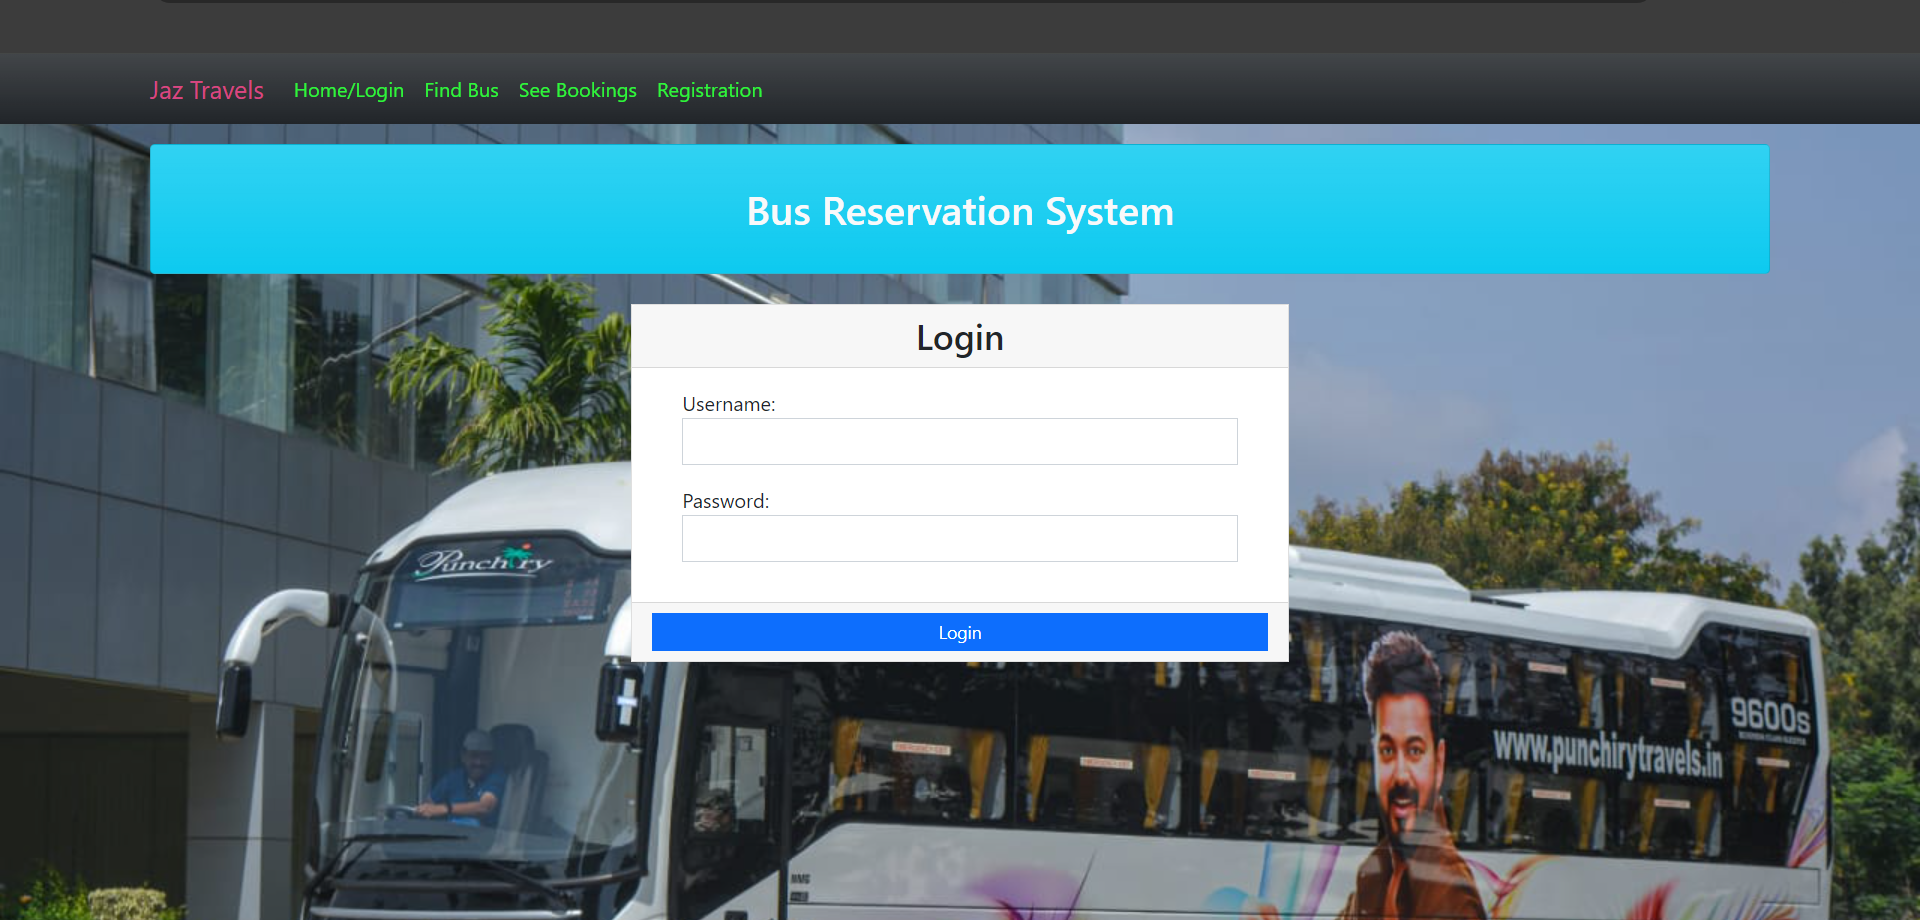 Jaz Travels Home/Login Find Bus See Bookings Registration
Bus Reservation System
Login
Username:
Password:
Login
Punchiry
9600s
www.punchirytravels.in